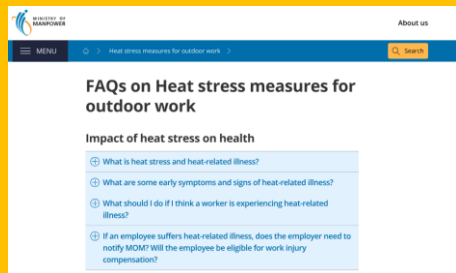 MINISTRY OF
MANPOWER
About us
MENU
Heat stress measures for outdoor work
Search
FAQs on Heat stress measures for
outdoor work
Impact of heat stress on health
What is heat stress and heat-related illness?
What are some early symptoms and signs of heat-related illness?
What should I do if I think a worker is experiencing heat-related
illness?
If an employee suffers heat-related illness, does the employer need to
notify MOM? Will the employee be eligible for work injury
compensation?